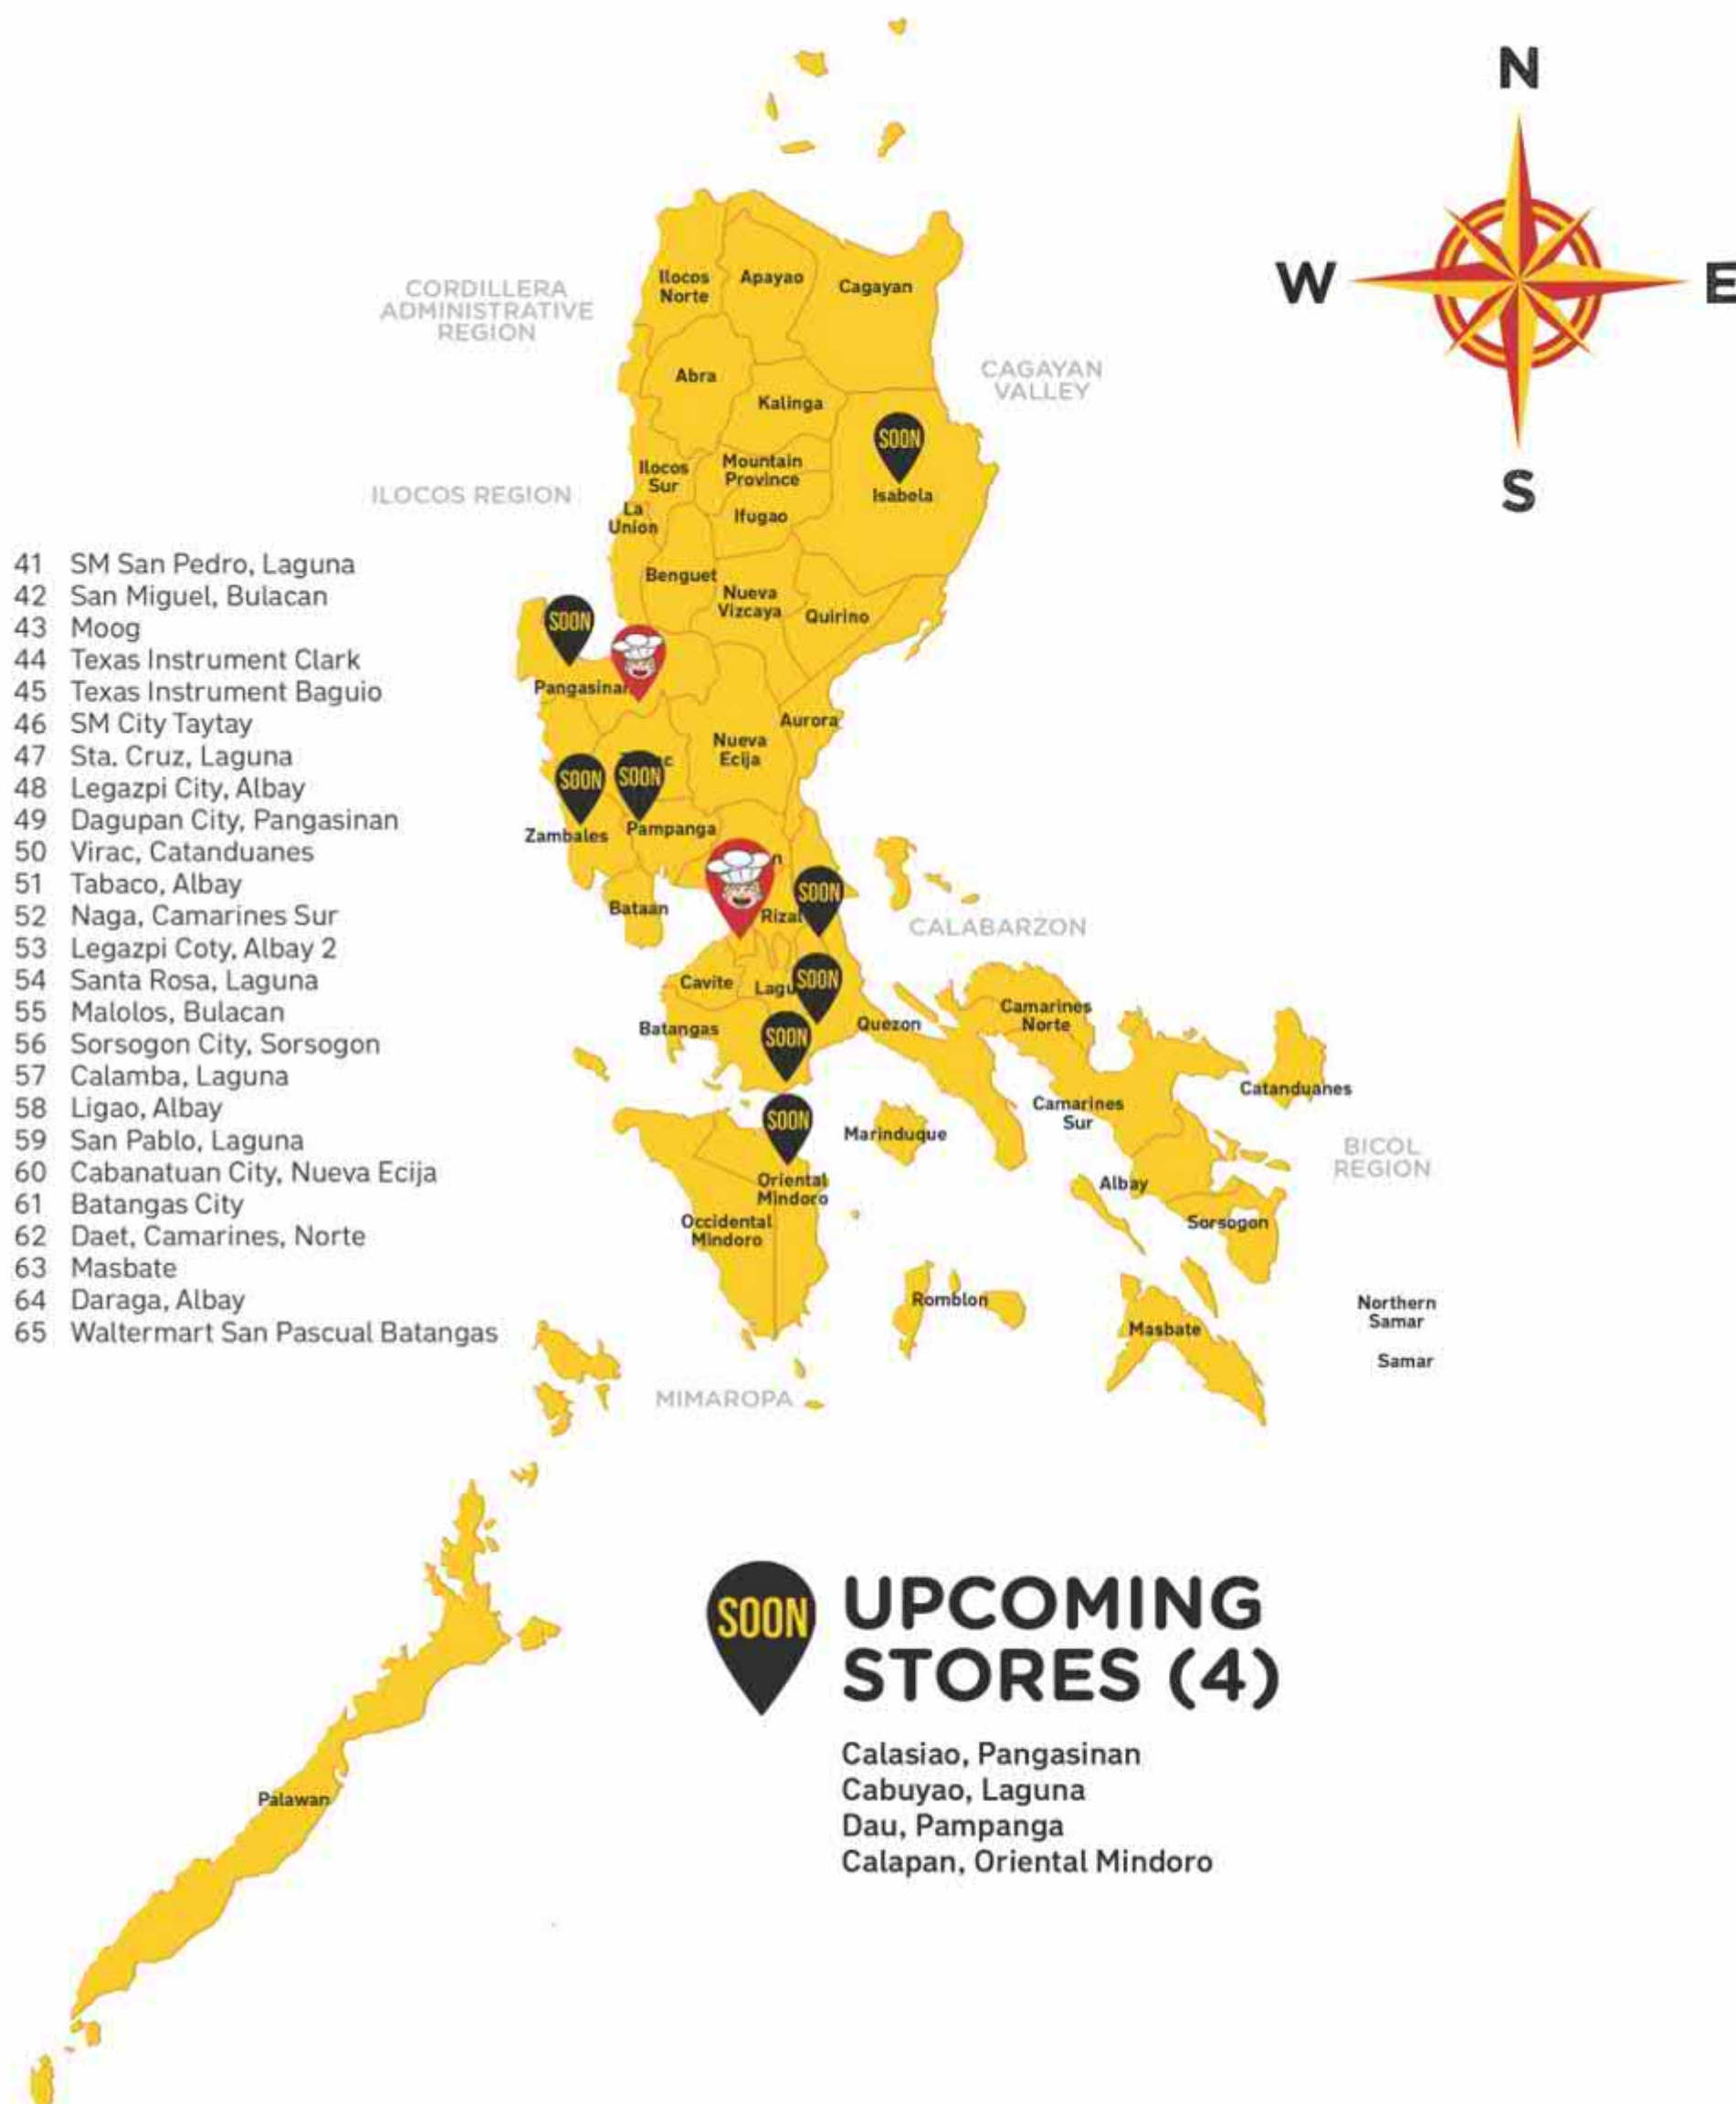 N
W
E
S
CORDILLERA
ADMINISTRATIVE
REGION
Ilocos
Norte
Apayao
Cagayan
CAGAYAN
VALLEY
Abra
Kalinga
SOON
Isabela
Ilocos
Sur
Mountain
Province
ILOCOS REGION
La
Union
Ifugao
Benguet
Nueva
Vizcaya
Quirino
41 SM San Pedro, Laguna
42 San Miguel, Bulacan
43 Moog
44 Texas Instrument Clark
45 Texas Instrument Baguio
46 SM City Taytay
47 Sta. Cruz, Laguna
48 Legazpi City, Albay
49 Dagupan City, Pangasinan
50 Virac, Catanduanes
51 Tabaco, Albay
52 Naga, Camarines Sur
53 Legazpi Coty, Albay 2
54 Santa Rosa, Laguna
55 Malolos, Bulacan
56 Sorsogon City, Sorsogon
57 Calamba, Laguna
58 Ligao, Albay
59 San Pablo, Laguna
60 Cabanatuan City, Nueva Ecija
61 Batangas City
62 Daet, Camarines, Norte
63 Masbate
64 Daraga, Albay
65 Waltermart San Pascual Batangas
SOON
Pangasinan
Aurora
Nueva
Ecija
SOON
SOON
Zambales
Pampanga
Bataan
Rizal
SOON
CALABARZON
Cavite
SOON
Batangas
SOON
Quezon
Camarines
Norte
Catanduanes
Camarines
Sur
SOON
Marinduque
BICOL
REGION
Oriental
Mindoro
Albay
Occidental
Mindoro
Sorsogon
Romblon
Masbate
Northern
Samar
Samar
MIMAROPA
Palawan
SOON
UPCOMING
STORES (4)
Calasiao, Pangasinan
Cabuyao, Laguna
Dau, Pampanga
Calapan, Oriental Mindoro